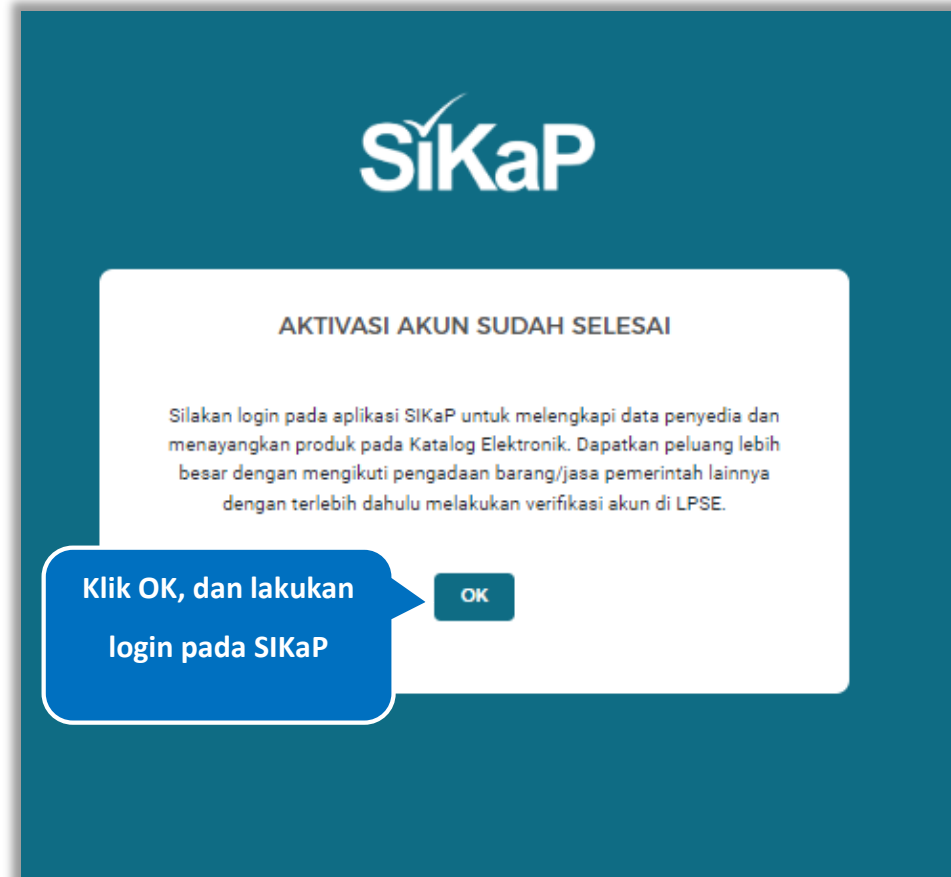 SiKaP
AKTIVASI AKUN SUDAH SELESAI
Silakan login pada aplikasi SIKaP untuk melengkapi data penyedia dan
menayangkan produk pada Katalog Elektronik. Dapatkan peluang lebih
besar dengan mengikuti pengadaan barang/jasa pemerintah lainnya
dengan terlebih dahulu melakukan verifikasi akun di LPSE.
Klik OK, dan lakukan
login pada SIKaP
OK